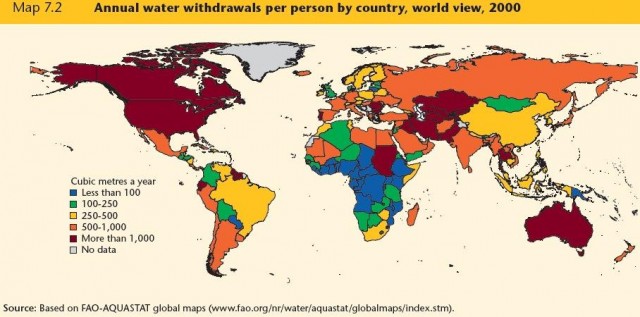 Map 7.2 Annual water withdrawals per person by country, world view, 2000
Cubic metres a year
Less than 100
100-250
250-500
500-1,000
More than 1,000
No data
Source: Based on FAO-AQUASTAT global maps (www.fao.org/nr/water/aquastat/globalmaps/index.stm).